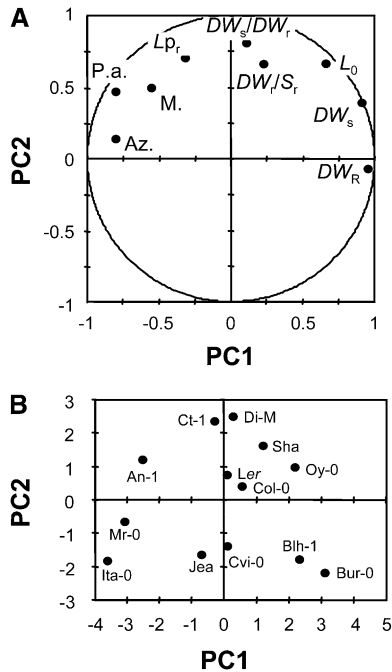 A
DWs/DWr
Lpr
P.a.
L0
M.
DWr/Sr
DWs
Az.
DWR
PC2
1
0.5
0
-0.5
-1
-1 -0.5 0 0.5 1
PC1
B
Ct-1
Di-M
Sha
An-1
Ler
Oy-0
Col-0
Mr-0
Ita-0
Jea
Cvi-0
Blh-1
Bur-0
PC2
3
2
1
0
-1
-2
-3
-4 -3 -2 -1 0 1 2 3 4 5
PC1